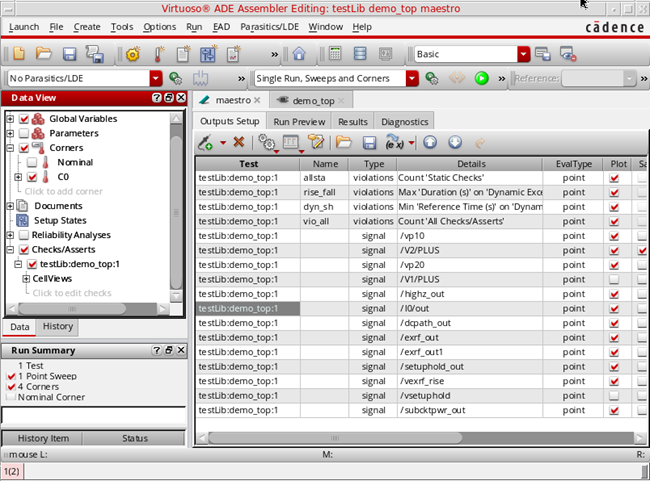 Virtuoso® ADE Assembler Editing: testLib demo_top maestro
Launch File Create Tools Options Run EAD Parasitics/LDE Window Help cādence
» » Basic
No Parasitics/LDE » Single Run, Sweeps and Corners » Reference: »
Data View
Global Variables
Parameters
Corners
Nominal
C0
Click to add corner
Documents
Setup States
Reliability Analyses
Checks/Asserts
testLib:demo_top:1
CellViews
Click to edit checks
Data History
Run Summary
1 Test
1 Point Sweep
4 Corners
Nominal Corner
History Item Status
maestro demo_top
Outputs Setup Run Preview Results Diagnostics
Test Name Type Details EvalType Plot Sa
testLib:demo_top:1 allsta violations Count 'Static Checks' point
testLib:demo_top:1 rise_fall violations Max 'Duration (s)' on 'Dynamic Exce point
testLib:demo_top:1 dyn_sh violations Min 'Reference Time (s)' on 'Dynam point
testLib:demo_top:1 vio_all violations Count 'All Checks/Asserts' point
testLib:demo_top:1 signal /vp10 point
testLib:demo_top:1 signal /V2/PLUS point
testLib:demo_top:1 signal /vp20 point
testLib:demo_top:1 signal /V1/PLUS point
testLib:demo_top:1 signal /highz_out point
testLib:demo_top:1 signal /I0/out point
testLib:demo_top:1 signal /dcpath_out point
testLib:demo_top:1 signal /exrf_out point
testLib:demo_top:1 signal /exrf_out1 point
testLib:demo_top:1 signal /setuphold_out point
testLib:demo_top:1 signal /vexrf_rise point
testLib:demo_top:1 signal /vsetuphold point
testLib:demo_top:1 signal /subcktpwr_out point
mouse L: M: R:
1(2)